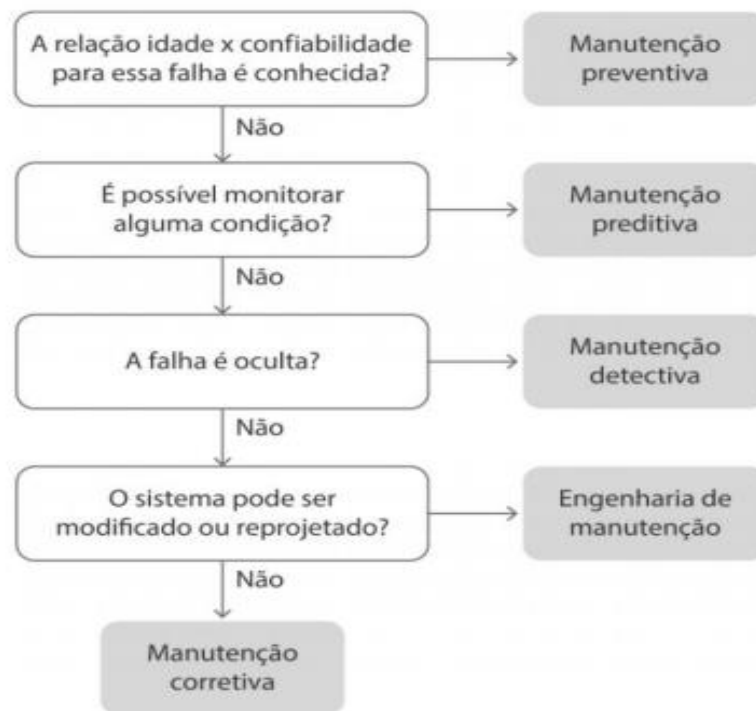 A relação idade x confiabilidade
para essa falha é conhecida?
Manutenção
preventiva
Não
É possível monitorar
alguma condição?
Manutenção
preditiva
Não
A falha é oculta?
Manutenção
detectiva
Não
O sistema pode ser
modificado ou reprojetado?
Engenharia de
manutenção
Não
Manutenção
corretiva